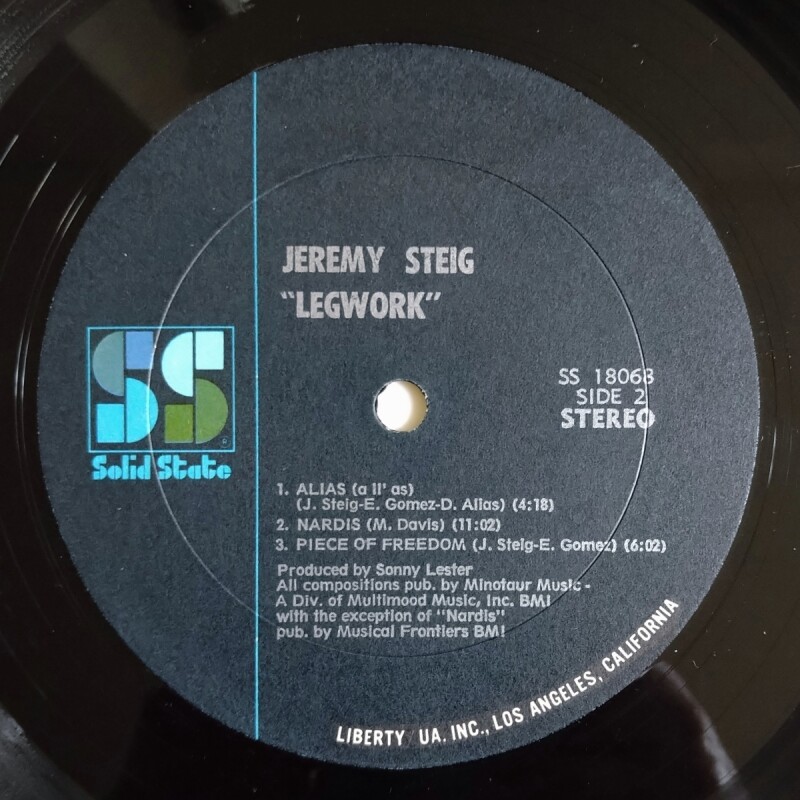 JEREMY STEIG
"LEGWORK"
SS
Solid State
SS 18068
SIDE 2
STEREO
1. ALIAS (a li' as)
(J. Steig-E. Gomez-D. Alias) (4:18)
2. NARDIS (M. Davis) (11:02)
3. PIECE OF FREEDOM (J. Steig-E. Gomez) (6:02)
Produced by Sonny Lester
All compositions pub. by Minotaur Music -
A Div. of Multimood Music, Inc. BMI
with the exception of "Nardis"
pub. by Musical Frontiers BMI
LIBERTY/UA, INC., LOS ANGELES, CALIFORNIA